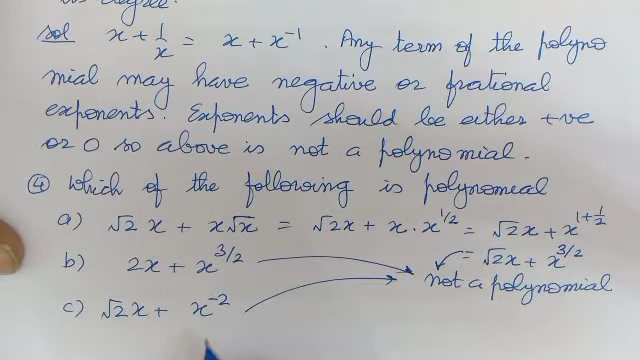 sol x + 1/x = x + x⁻¹. Any term of the polyno
mial may have negative or frational
exponents. Exponents should be either +ve
or 0 so above is not a polynomial.
④ Which of the following is polynomeal
a) √2 x + x√x = √2x + x · x^1/2 = √2x + x^1+1/2
= √2x + x^3/2
b) 2x + x^3/2
not a polynomial
c) √2x + x⁻²